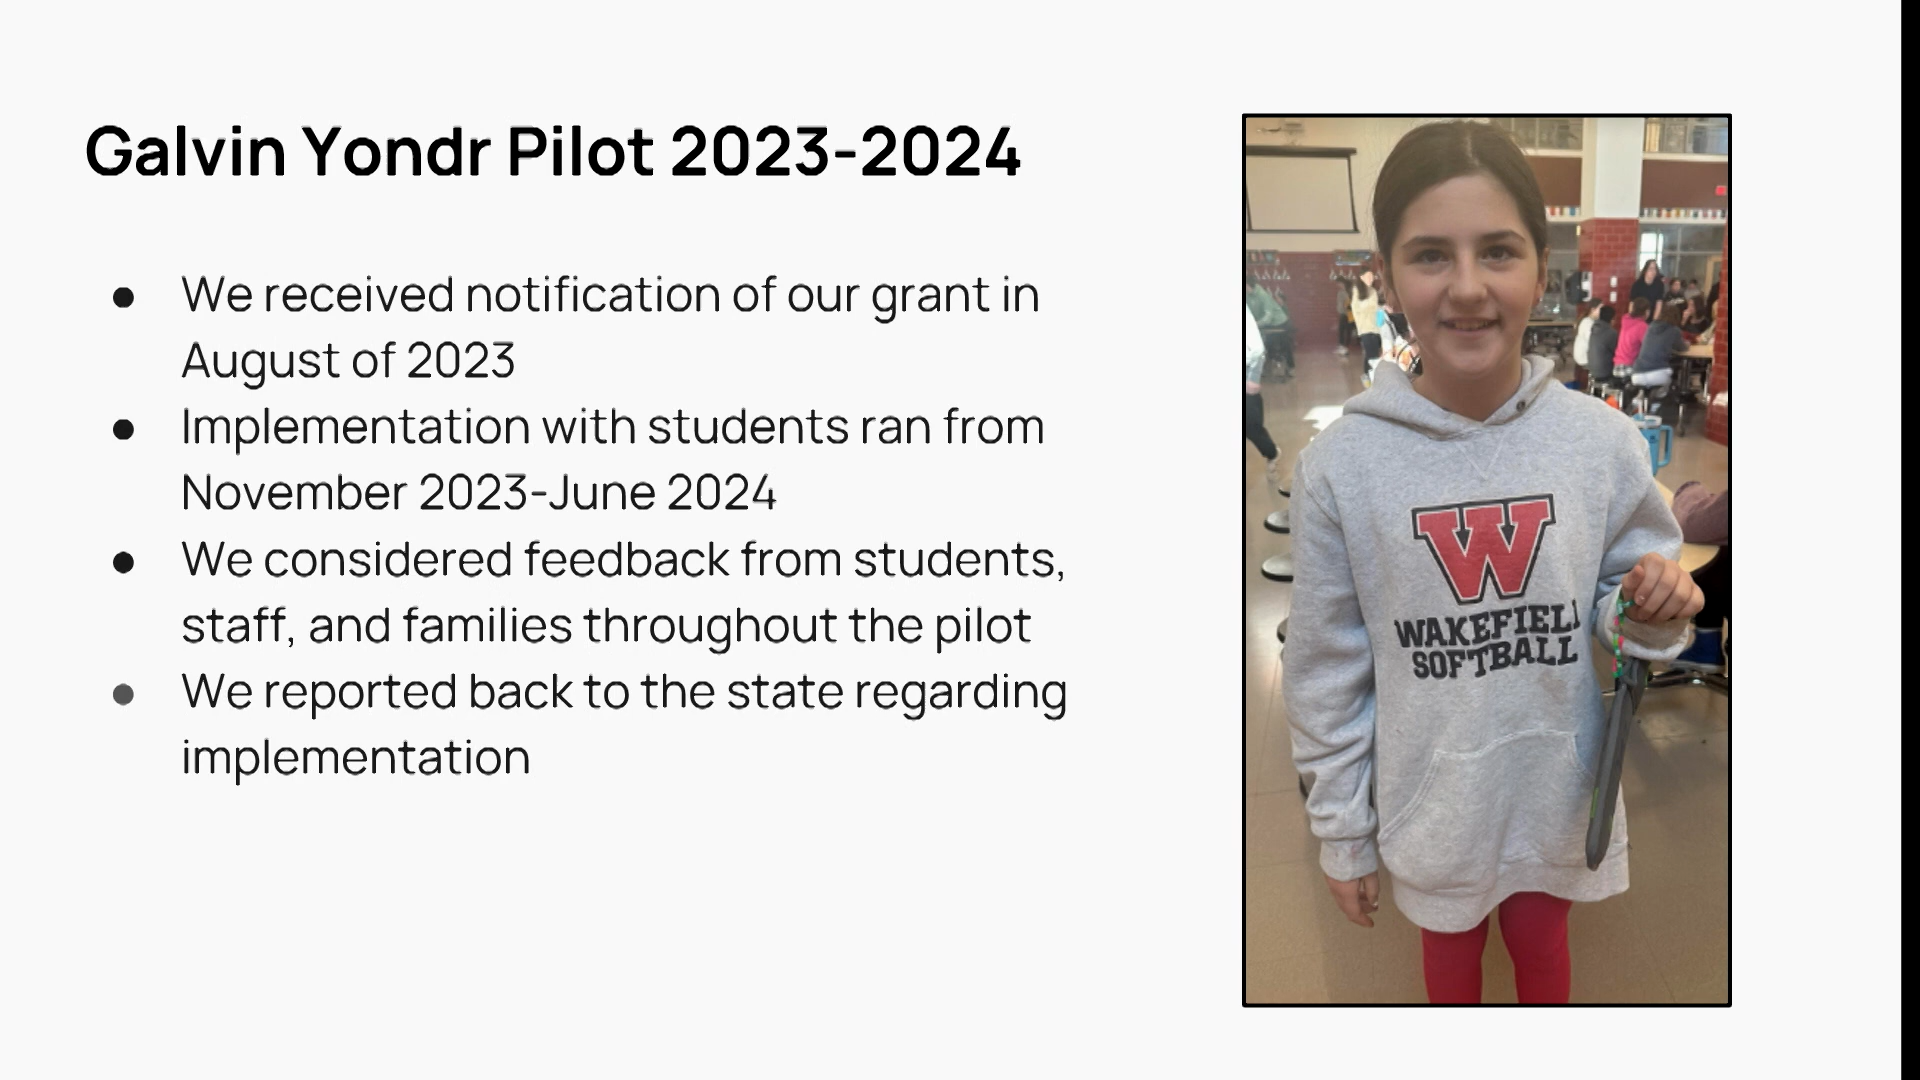 Galvin Yondr Pilot 2023-2024
● We received notification of our grant in
August of 2023
● Implementation with students ran from
November 2023-June 2024
● We considered feedback from students,
staff, and families throughout the pilot
● We reported back to the state regarding
implementation
W
WAKEFIELD
SOFTBALL